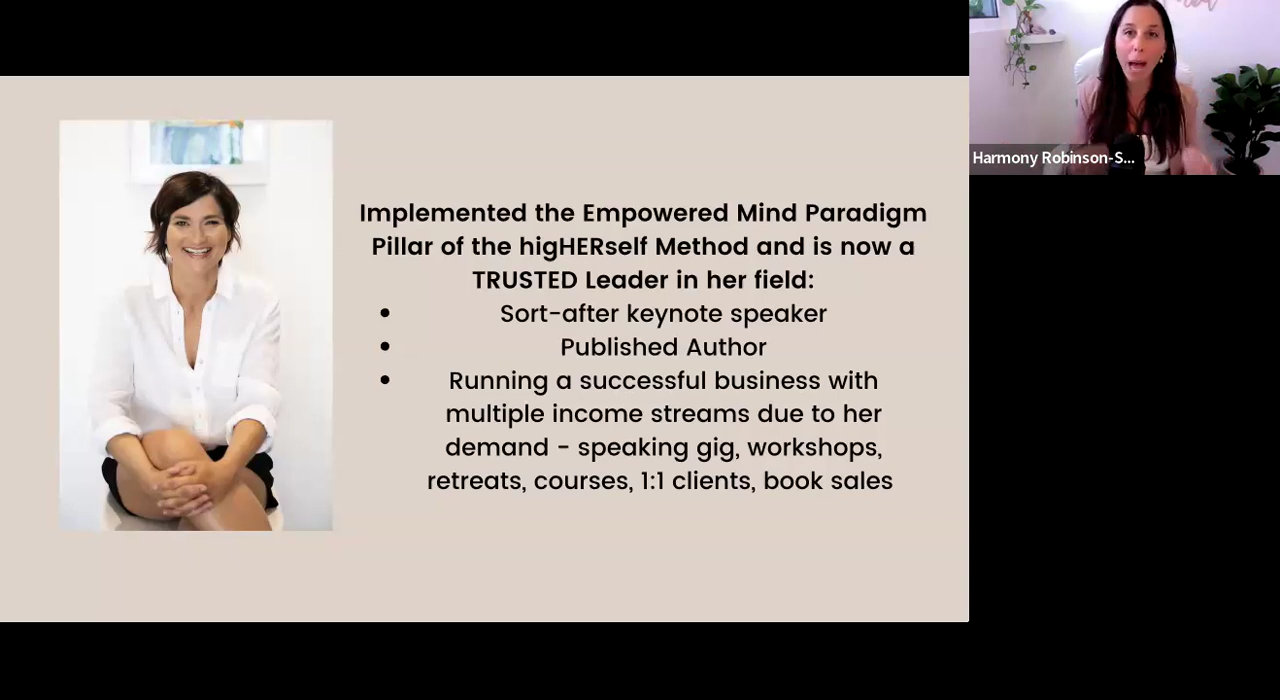 Implemented the Empowered Mind Paradigm
Pillar of the higHERself Method and is now a
TRUSTED Leader in her field:
• Sort-after keynote speaker
• Published Author
• Running a successful business with
multiple income streams due to her
demand - speaking gig, workshops,
retreats, courses, 1:1 clients, book sales
Harmony Robinson-S...